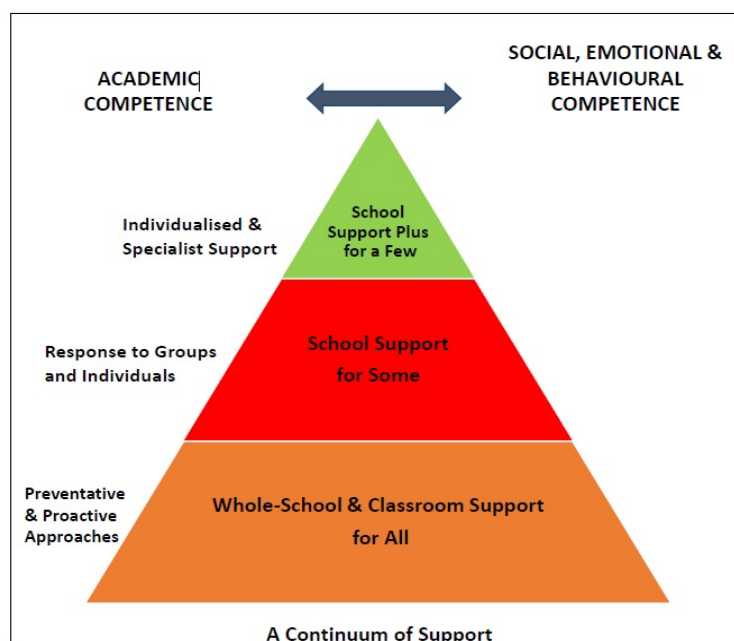 ACADEMIC
COMPETENCE
SOCIAL, EMOTIONAL &
BEHAVIOURAL
COMPETENCE
Individualised &
Specialist Support
School
Support Plus
for a Few
Response to Groups
and Individuals
School Support
for Some
Preventative
& Proactive
Approaches
Whole-School & Classroom Support
for All
A Continuum of Support